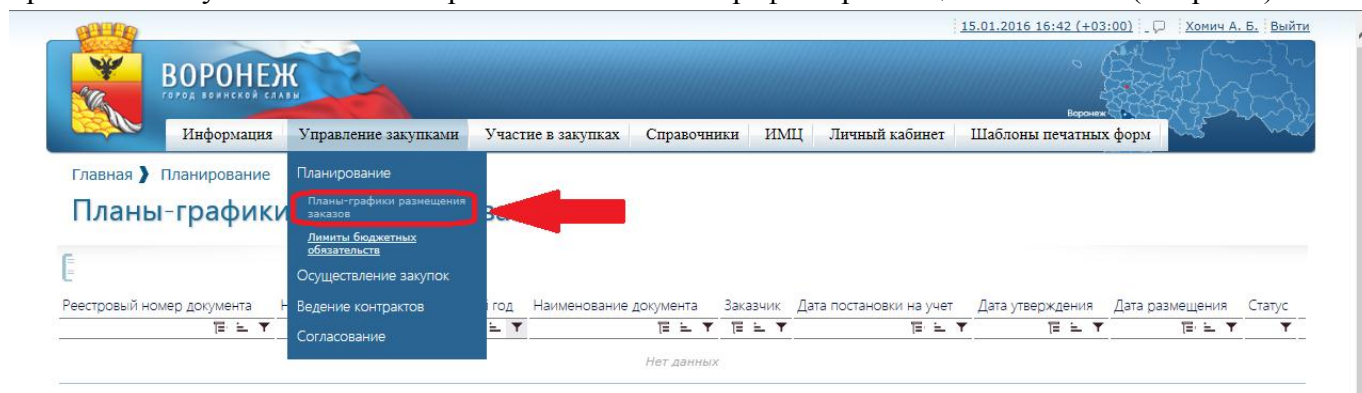 15.01.2016 16:42 (+03:00) Хомич А. Б. Выйти
ВОРОНЕЖ
ГОРОД ВОИНСКОЙ СЛАВЫ
Воронеж
Информация Управление закупками Участие в закупках Справочники ИМЦ Личный кабинет Шаблоны печатных форм
Главная ❱ Планирование
Планы-графики
Планирование
Планы-графики размещения
заказов
Лимиты бюджетных
обязательств
Осуществление закупок
Ведение контрактов
Согласование
Реестровый номер документа год Наименование документа Заказчик Дата постановки на учет Дата утверждения Дата размещения Статус
Нет данных